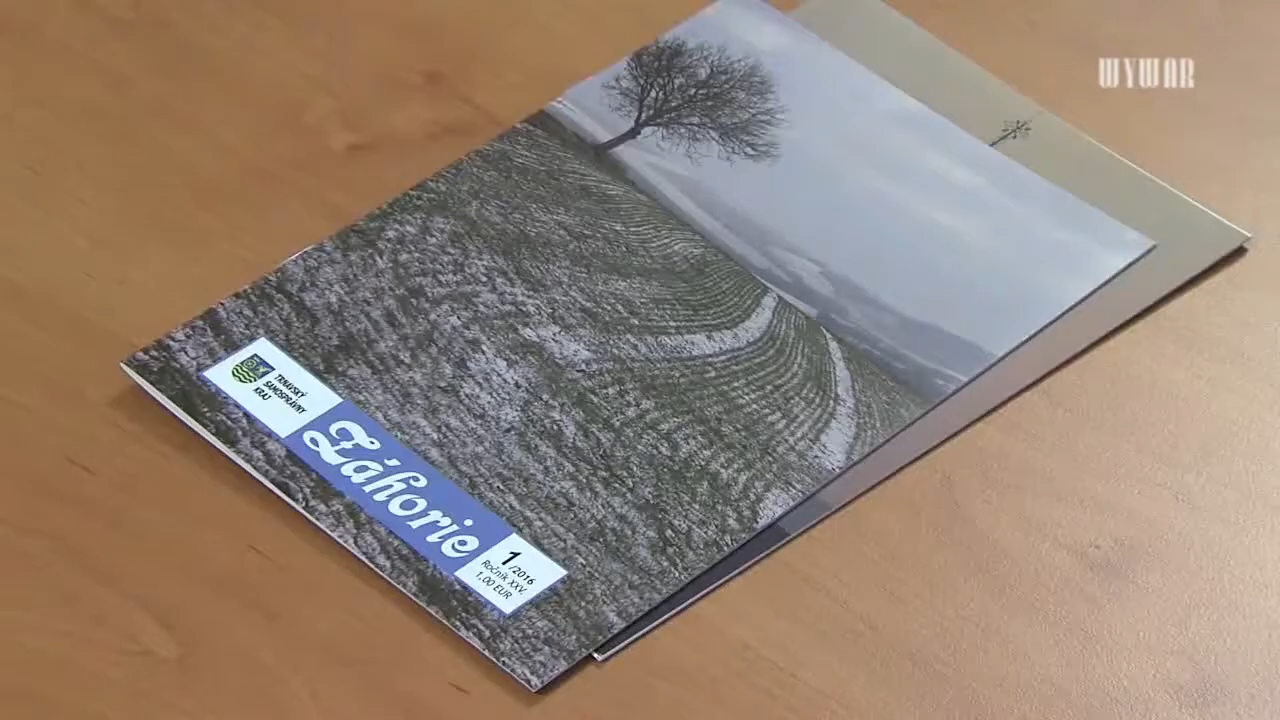 WYWAR
TRNAVSKÝ
SAMOSPRÁVNY
KRAJ
Záhorie
1/2016
Ročník XXV.
1,00 EUR